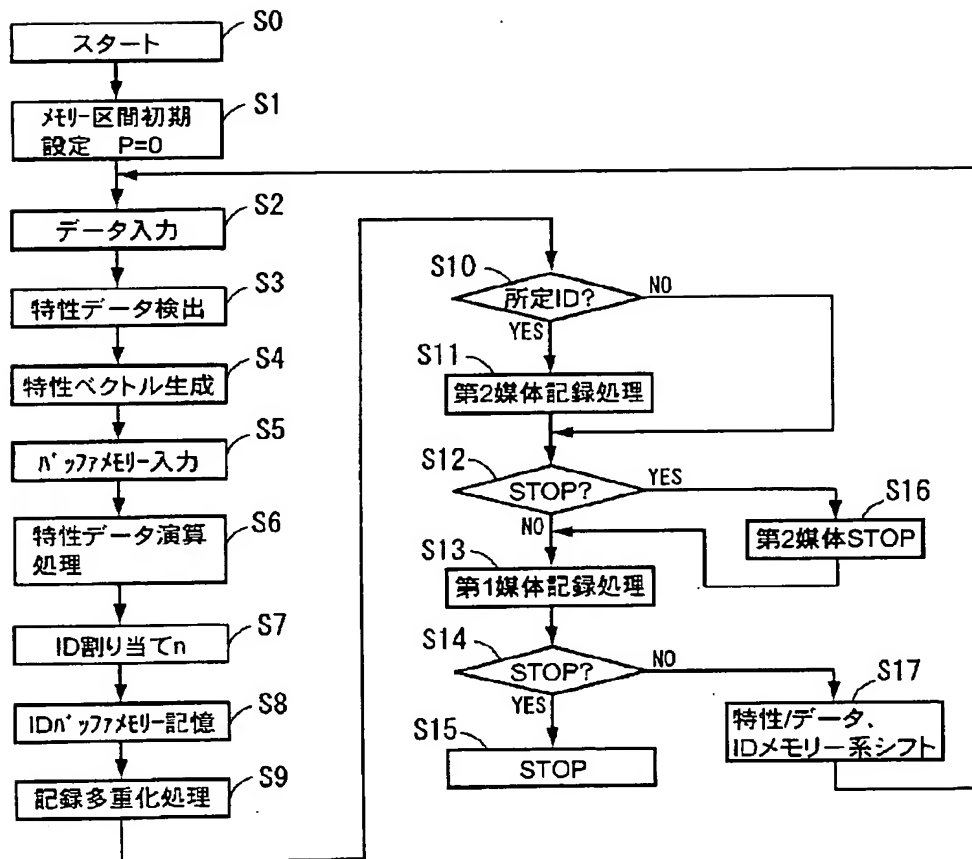 S0
スタート
S1
メモリー区間初期
設定 P=0
S2
データ入力
S3
特性データ検出
S4
特性ベクトル生成
S5
バッファメモリー入力
S6
特性データ演算
処理
S7
ID割り当てn
S8
IDバッファメモリー記憶
S9
記録多重化処理
S10
所定ID?
NO
YES
S11
第2媒体記録処理
S12
STOP?
YES
NO
S16
第2媒体STOP
S13
第1媒体記録処理
S14
STOP?
NO
YES
S17
特性/データ、
IDメモリー系シフト
S15
STOP